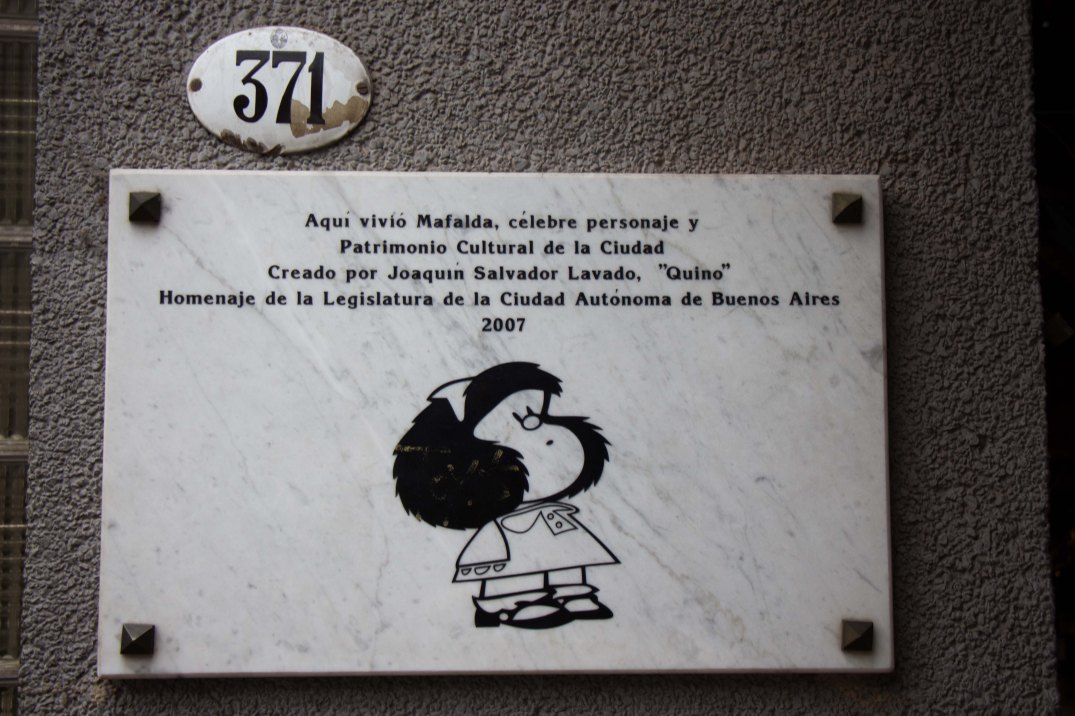 371
Aquí vivió Mafalda, célebre personaje y
Patrimonio Cultural de la Ciudad
Creado por Joaquín Salvador Lavado, "Quino"
Homenaje de la Legislatura de la Ciudad Autónoma de Buenos Aires
2007